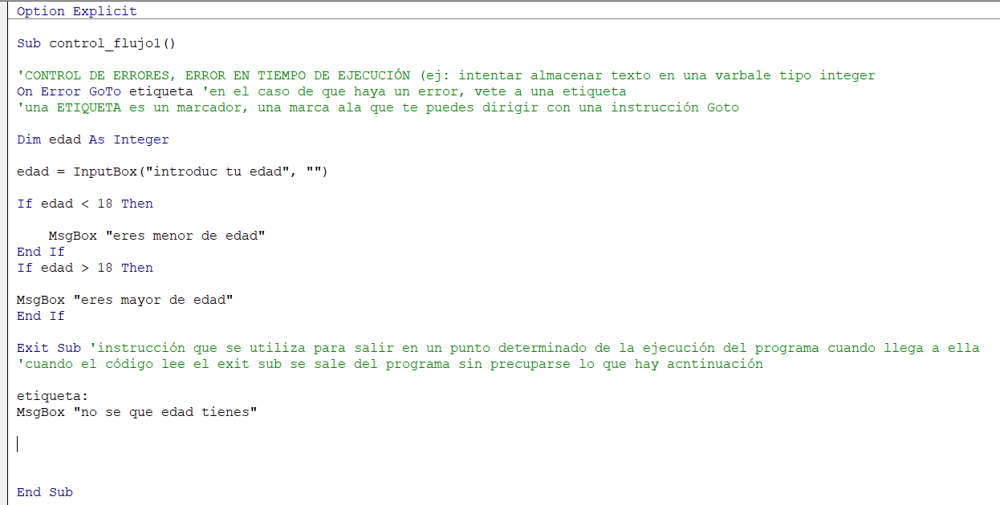 Option Explicit
Sub control_flujo1()
'CONTROL DE ERRORES, ERROR EN TIEMPO DE EJECUCIÓN (ej: intentar almacenar texto en una varbale tipo integer
On Error GoTo etiqueta 'en el caso de que haya un error, vete a una etiqueta
'una ETIQUETA es un marcador, una marca ala que te puedes dirigir con una instrucción Goto
Dim edad As Integer
edad = InputBox("introduc tu edad", "")
If edad < 18 Then
MsgBox "eres menor de edad"
End If
If edad > 18 Then
MsgBox "eres mayor de edad"
End If
Exit Sub 'instrucción que se utiliza para salir en un punto determinado de la ejecución del programa cuando llega a ella
'cuando el código lee el exit sub se sale del programa sin precuparse lo que hay acntinuación
etiqueta:
MsgBox "no se que edad tienes"
End Sub